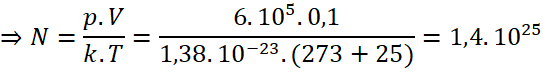 ⇒ N = p.V / k.T = 6.10⁵.0,1 / 1,38.10⁻²³.(273 + 25) = 1,4.10²⁵